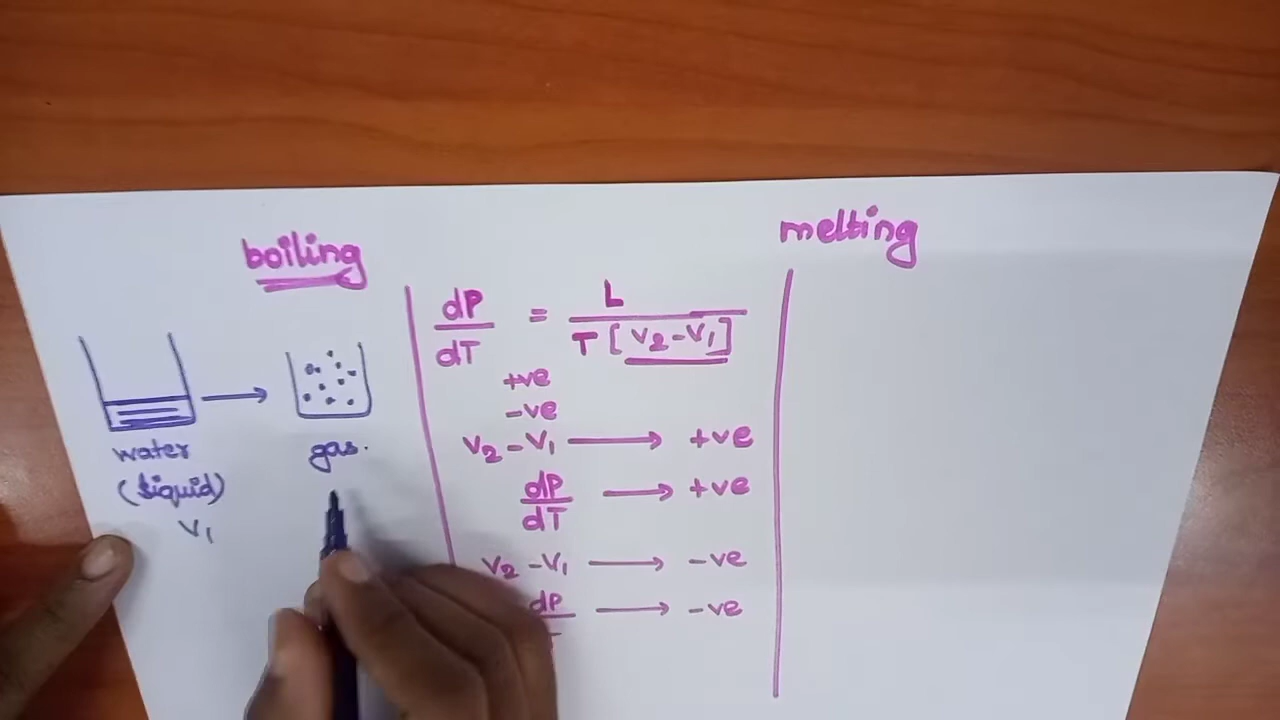 boiling
water
(liquid)
V₁
gas.
dP/dT = L/T[V₂-V₁]
+ve
-ve
V₂-V₁ ⟶ +ve
dP/dT ⟶ +ve
V₂-V₁ ⟶ -ve
dP ⟶ -ve
melting